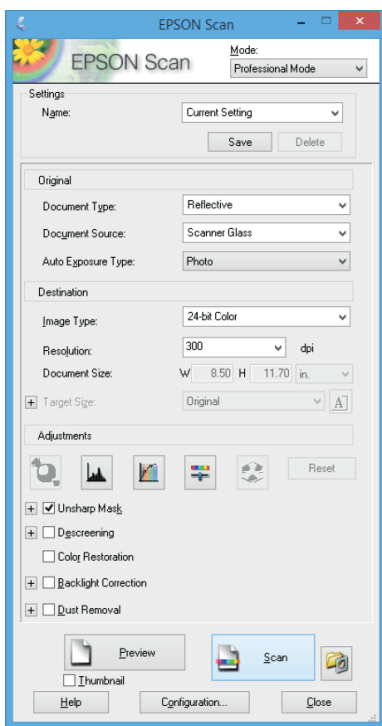 EPSON Scan
EPSON Scan
Mode:
Professional Mode
Settings
Name: Current Setting
Save Delete
Original
Document Type: Reflective
Document Source: Scanner Glass
Auto Exposure Type: Photo
Destination
Image Type: 24-bit Color
Resolution: 300 dpi
Document Size: W 8.50 H 11.70 in.
+ Target Size: Original A
Adjustments
Reset
+ Unsharp Mask
+ Descreening
Color Restoration
+ Backlight Correction
+ Dust Removal
Preview Scan
Thumbnail
Help Configuration... Close